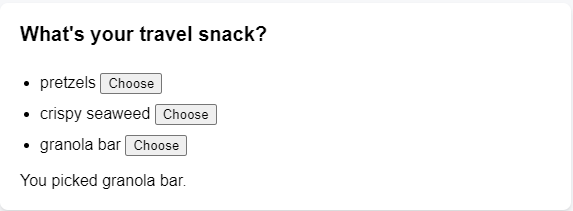 What's your travel snack?
pretzels Choose
crispy seaweed Choose
granola bar Choose
You picked granola bar.